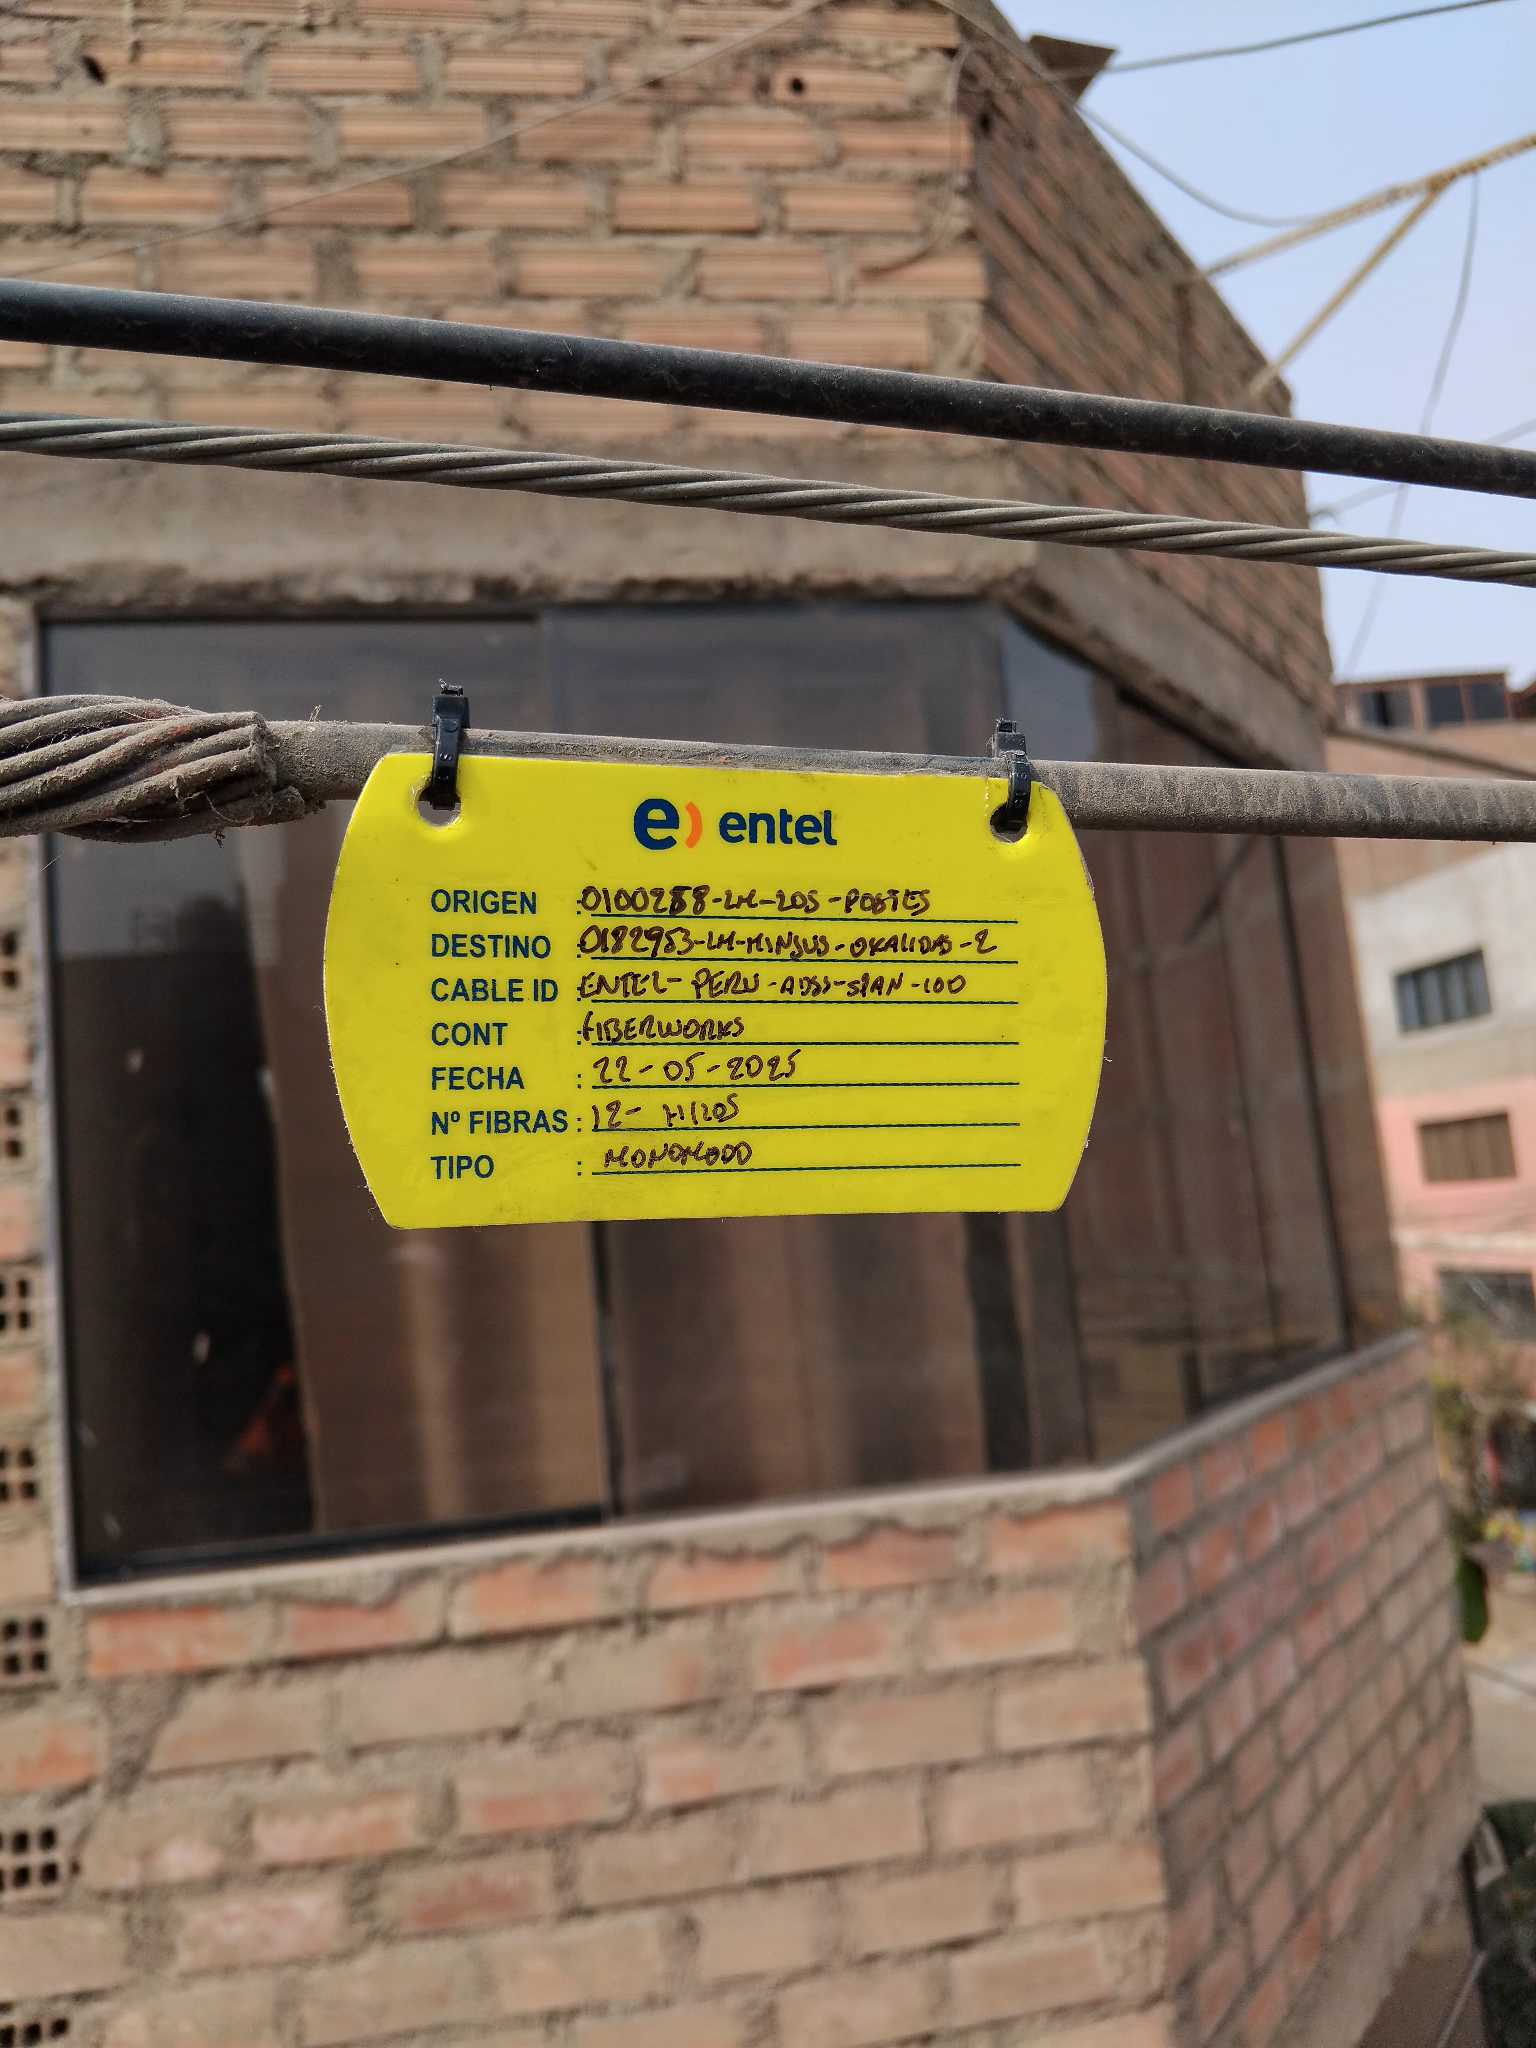 e) entel
ORIGEN : 0100288-LM-LOS-POSTES
DESTINO : 0182953-LM-MINSUS-OKALIDAS-2
CABLE ID : ENTEL-PERU-ADSS-SPAN-100
CONT : FIBERWORKS
FECHA : 22-05-2025
Nº FIBRAS : 12- HILOS
TIPO : MONOMODO